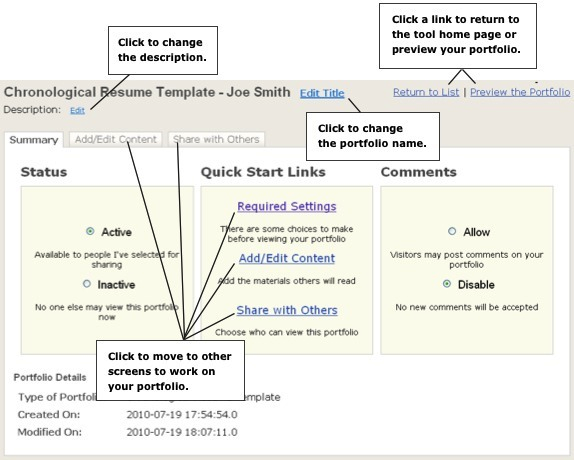 Click to change
the description.
Click a link to return to
the tool home page or
preview your portfolio.
Chronological Resume Template - Joe Smith Edit Title
Return to List | Preview the Portfolio
Description: Edit
Click to change
the portfolio name.
Summary Add/Edit Content Share with Others
Status
Active
Available to people I've selected for
sharing
Inactive
No one else may view this portfolio
now
Quick Start Links
Required Settings
There are some choices to make
before viewing your portfolio
Add/Edit Content
Add the materials others will read
Share with Others
Choose who can view this portfolio
Comments
Allow
Visitors may post comments on your
portfolio
Disable
No new comments will be accepted
Click to move to other
screens to work on
your portfolio.
Portfolio Details
Type of Portfolio
Created On: 2010-07-19 17:54:54.0
Modified On: 2010-07-19 18:07:11.0